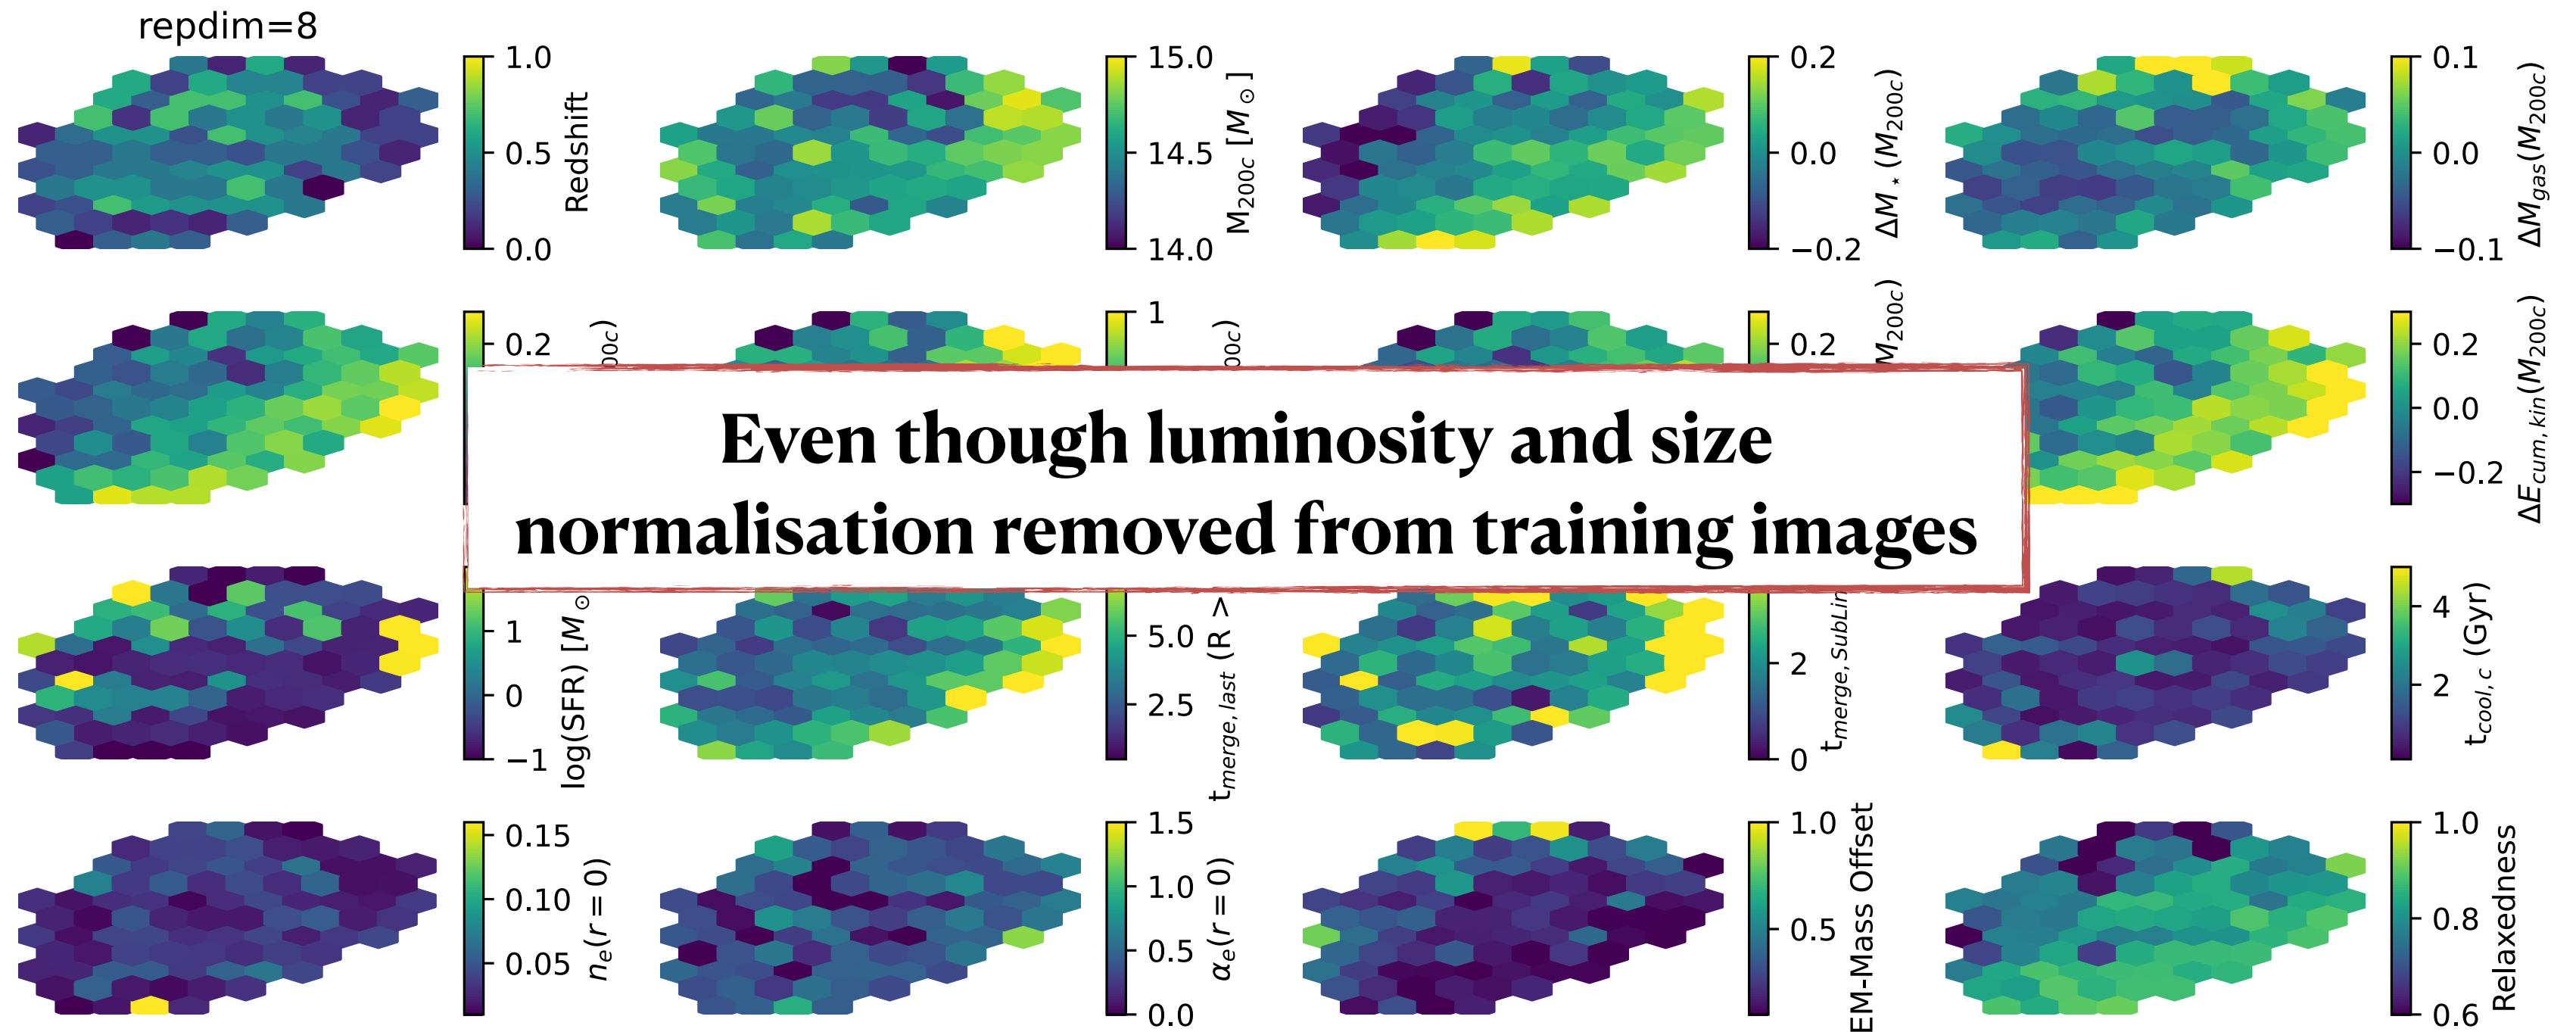 repdim=8
1.0
0.5
0.0
Redshift
15.0
14.5
14.0
M₂₀₀c [M⊙]
0.2
0.0
−0.2
ΔM⋆(M₂₀₀c)
0.1
0.0
−0.1
ΔMgas(M₂₀₀c)
0.2
1
0.2
M₂₀₀c)
0.2
0.0
−0.2
ΔEcum, kin(M₂₀₀c)
Even though luminosity and size
normalisation removed from training images
1
0
−1
log(SFR) [M⊙
5.0
2.5
tmerge, last (R >
2
0
tmerge, SubLin
4
2
tcool, c (Gyr)
0.15
0.10
0.05
nₑ(r = 0)
1.5
1.0
0.5
0.0
αₑ(r = 0)
1.0
0.5
EM-Mass Offset
1.0
0.8
0.6
Relaxedness